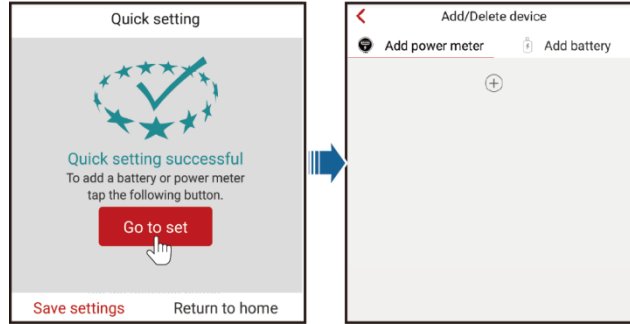 Quick setting
Quick setting successful
To add a battery or power meter
tap the following button.
Go to set
Save settings
Return to home
Add/Delete device
Add power meter
Add battery